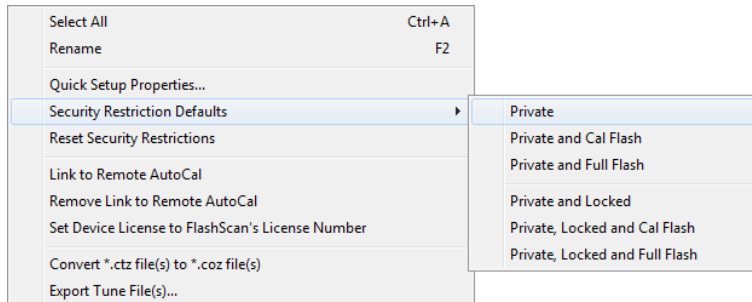 Select All Ctrl+A
Rename F2
Quick Setup Properties...
Security Restriction Defaults
Reset Security Restrictions
Link to Remote AutoCal
Remove Link to Remote AutoCal
Set Device License to FlashScan's License Number
Convert *.ctz file(s) to *.coz file(s)
Export Tune File(s)...
Private
Private and Cal Flash
Private and Full Flash
Private and Locked
Private, Locked and Cal Flash
Private, Locked and Full Flash